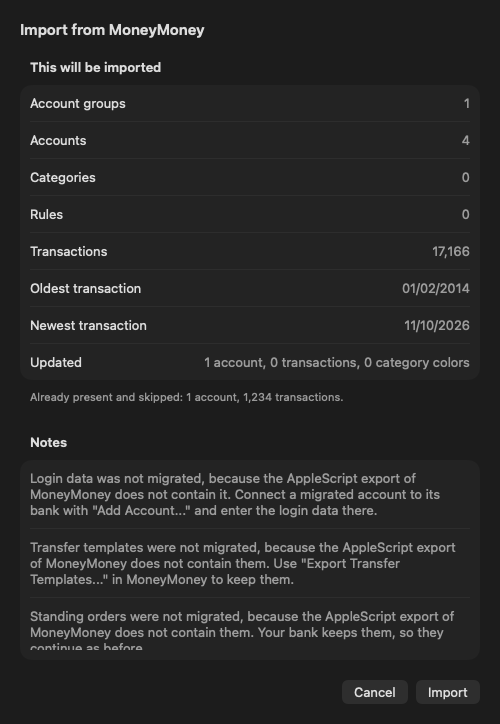 Import from MoneyMoney
This will be imported
Account groups 1
Accounts 4
Categories 0
Rules 0
Transactions 17,166
Oldest transaction 01/02/2014
Newest transaction 11/10/2026
Updated 1 account, 0 transactions, 0 category colors
Already present and skipped: 1 account, 1,234 transactions.
Notes
Login data was not migrated, because the AppleScript export of
MoneyMoney does not contain it. Connect a migrated account to its
bank with "Add Account..." and enter the login data there.
Transfer templates were not migrated, because the AppleScript export
of MoneyMoney does not contain them. Use "Export Transfer
Templates..." in MoneyMoney to keep them.
Standing orders were not migrated, because the AppleScript export of
MoneyMoney does not contain them. Your bank keeps them, so they
continue as before.
Cancel Import